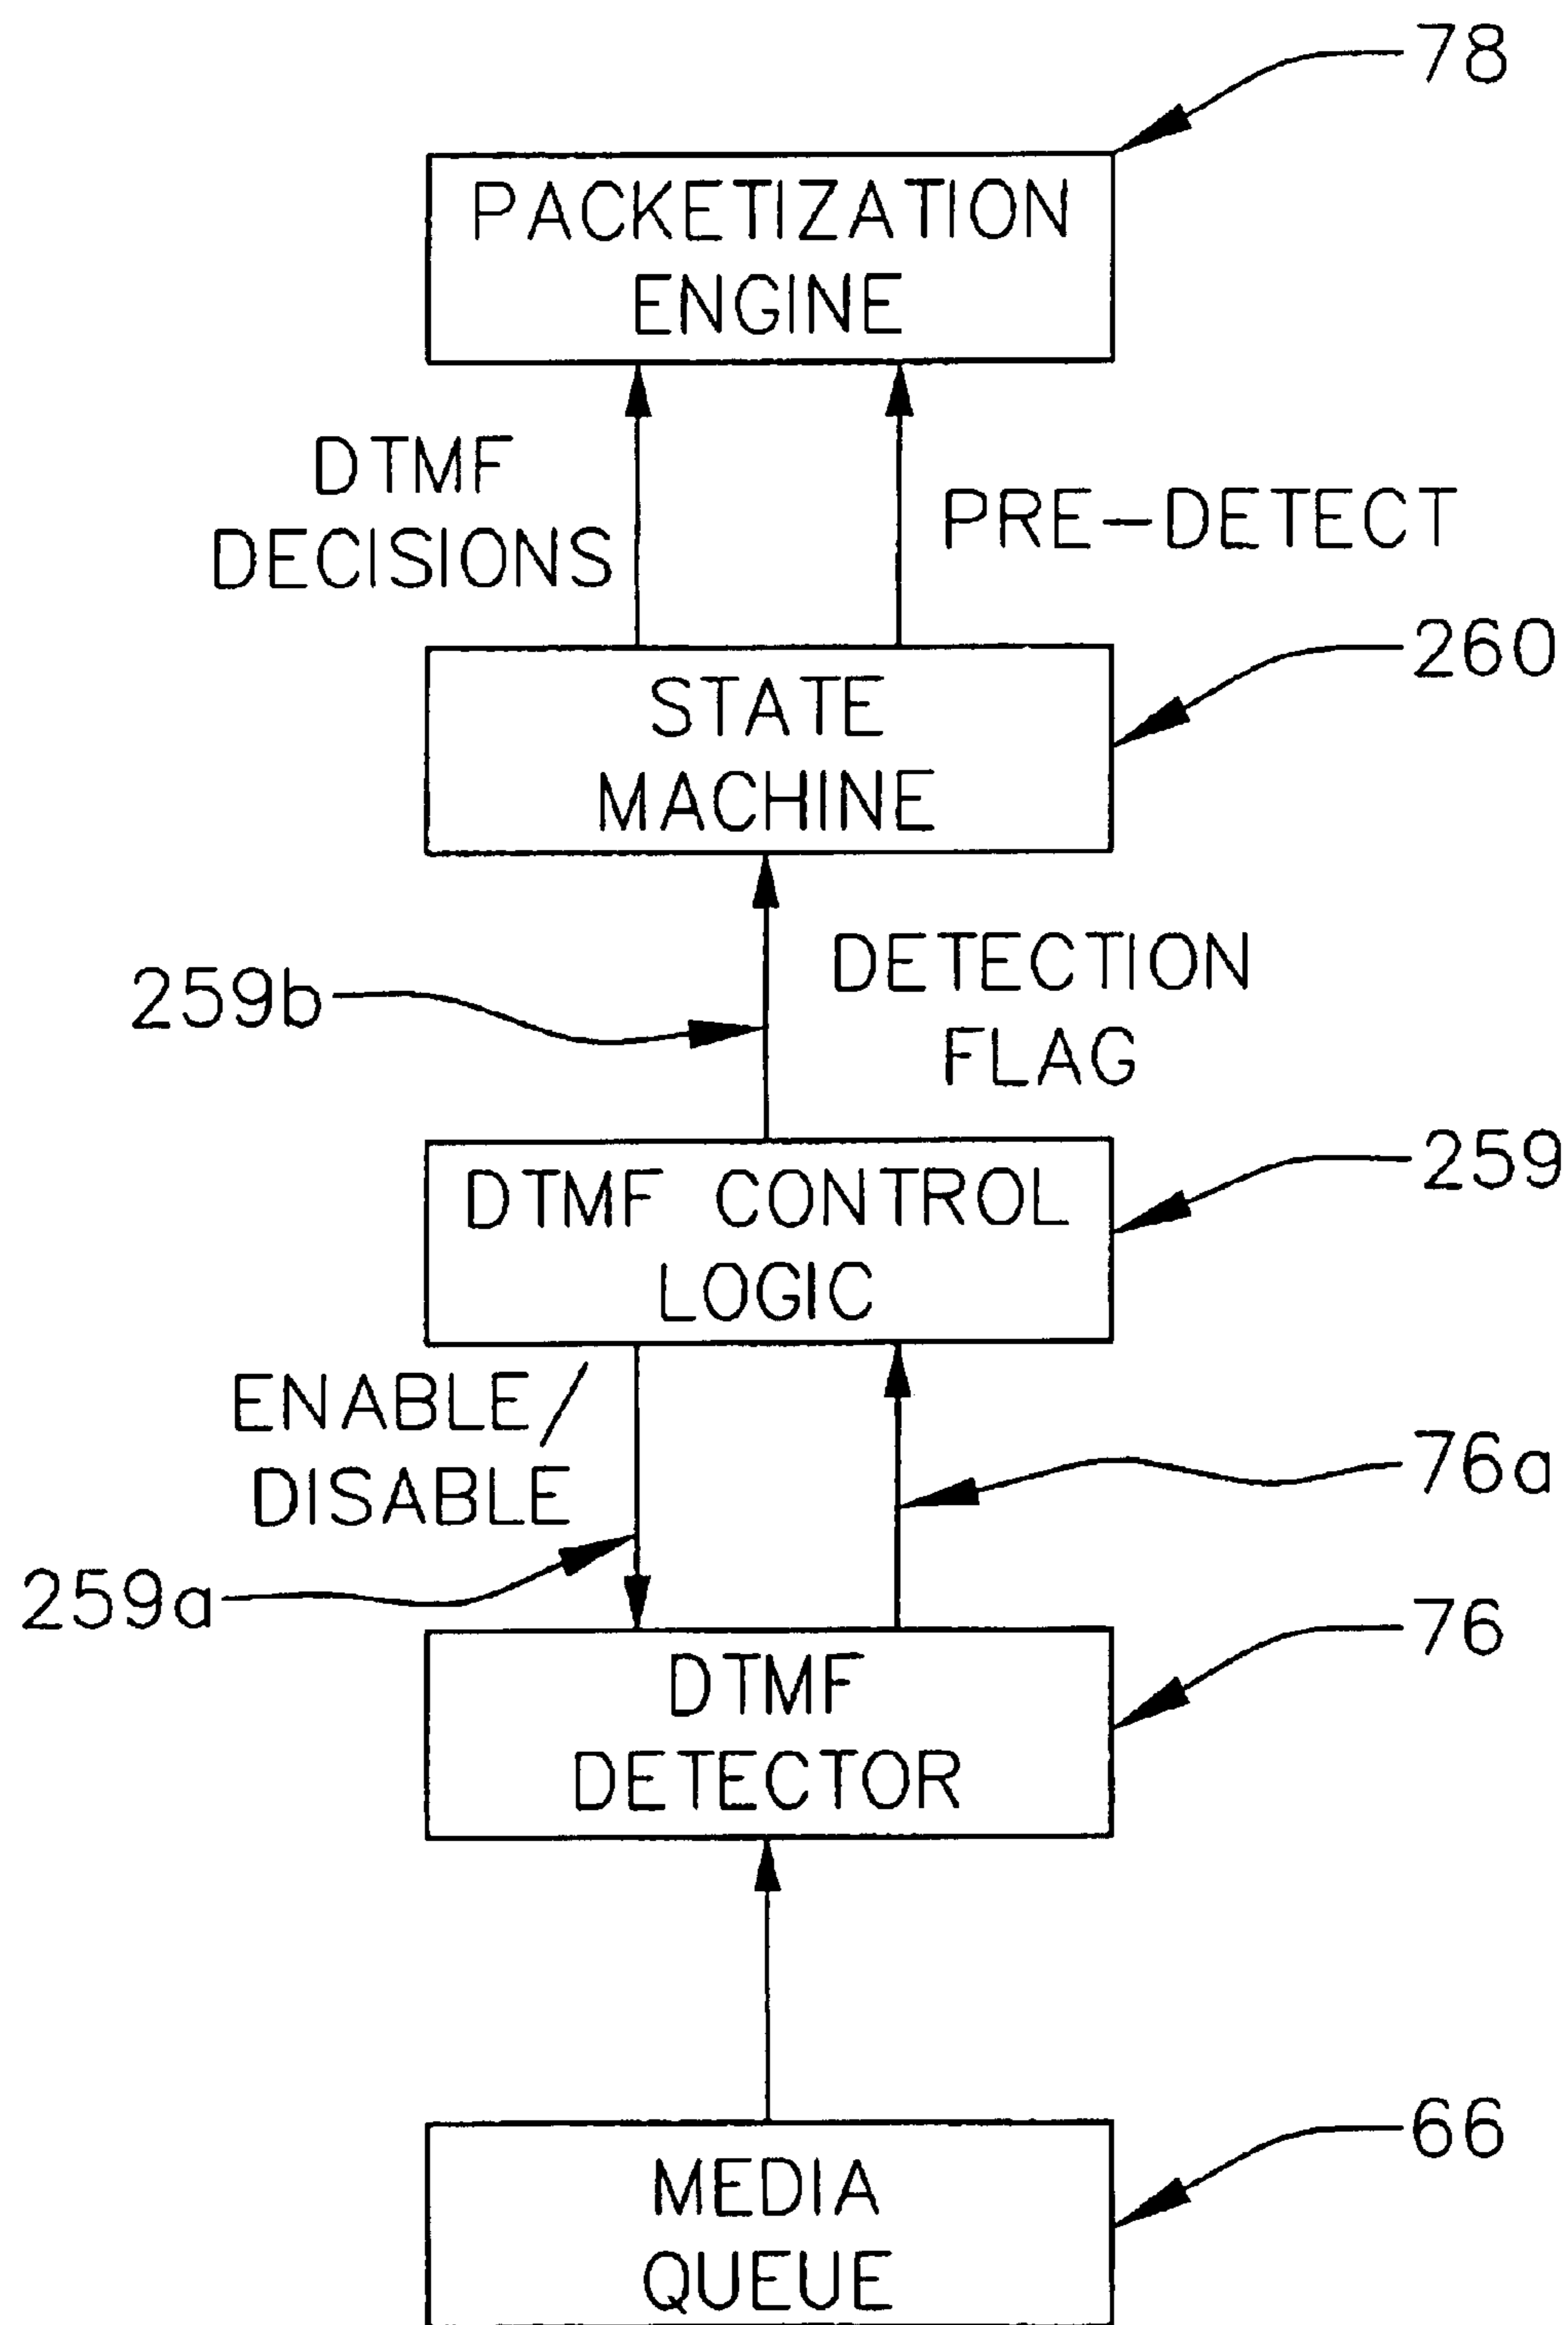 78
PACKETIZATION
ENGINE
DTMF
DECISIONS
PRE-DETECT
260
STATE
MACHINE
259b
DETECTION
FLAG
259
DTMF CONTROL
LOGIC
ENABLE/
DISABLE
76a
259a
76
DTMF
DETECTOR
66
MEDIA
QUEUE